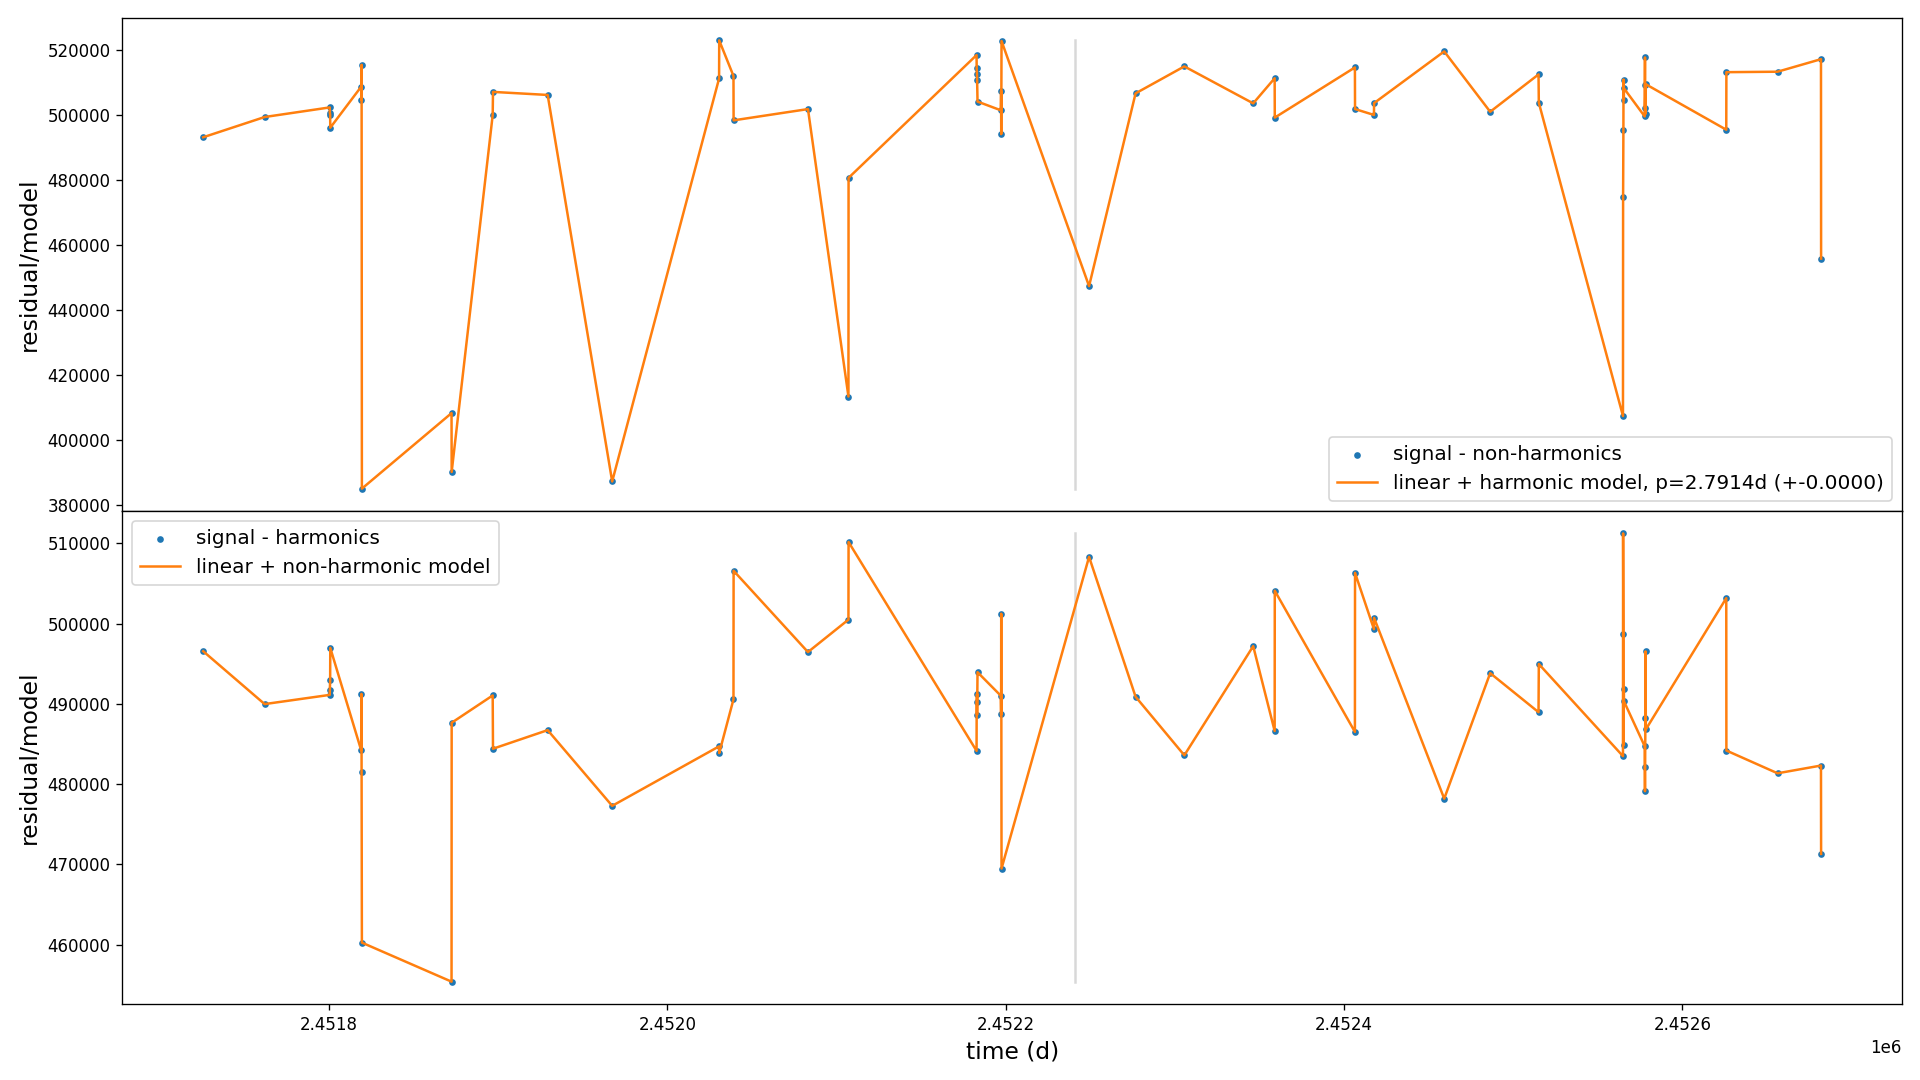 520000
500000
480000
460000
440000
420000
400000
380000
residual/model
signal - non-harmonics
linear + harmonic model, p=2.7914d (+-0.0000)
signal - harmonics
linear + non-harmonic model
510000
500000
490000
480000
470000
460000
residual/model
2.4518
2.4520
2.4522
2.4524
2.4526
1e6
time (d)